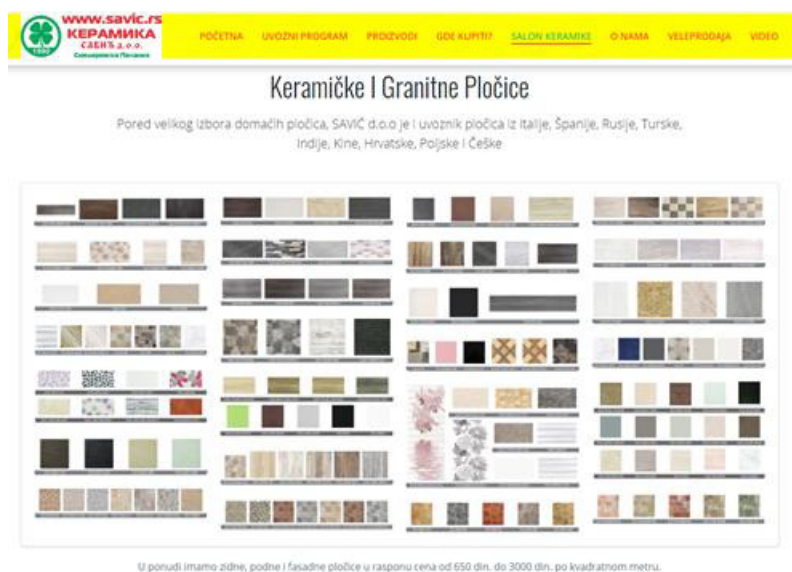 www.savic.rs
КЕРАМИКА
САВИЋ д.о.о.
Смедеревска Паланка
1990
POČETNA UVOZNI PROGRAM PROIZVODI GDE KUPITI? SALON KERAMIKE O NAMA VELEPRODAJA VIDEO
Keramičke I Granitne Pločice
Pored velikog izbora domaćih pločica, SAVIĆ d.o.o je i uvoznik pločica iz Italije, Španije, Rusije, Turske,
Indije, Kine, Hrvatske, Poljske I Češke
U ponudi imamo zidne, podne i fasadne pločice u rasponu cena od 650 din. do 3000 din. po kvadratnom metru.